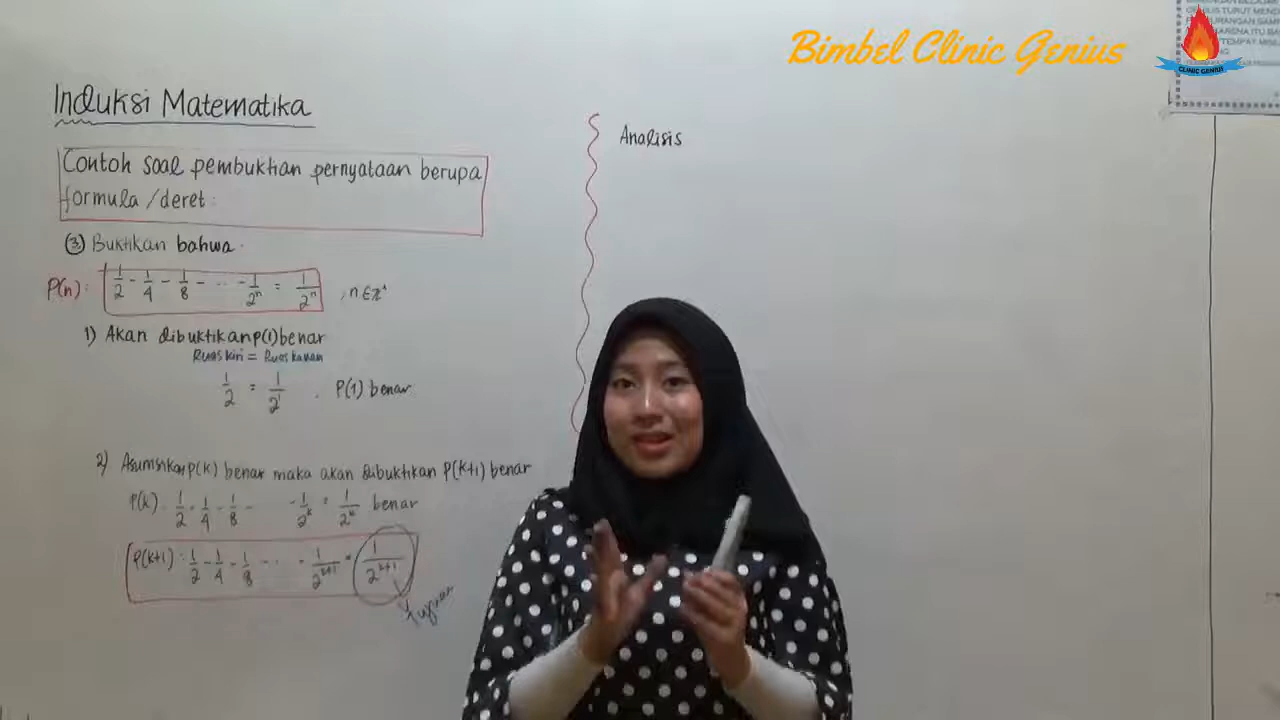 Bimbel Clinic Genius
CLINIC GENIUS
Induksi Matematika
Contoh soal pembuktian pernyataan berupa
formula / deret :
③ Buktikan bahwa.
P(n) : 1/2 - 1/4 - 1/8 - ... - 1/2ⁿ = 1/2ⁿ , n ∈ Z⁺
1) Akan dibuktikan P(1) benar
Ruas kiri = Ruas kanan
1/2 = 1/2¹ . P(1) benar
2) Asumsikan P(k) benar maka akan dibuktikan P(k+1) benar
P(k) . 1/2 - 1/4 - 1/8 - ... - 1/2ᵏ = 1/2ᵏ benar
P(k+1) : 1/2 - 1/4 - 1/8 - ... - 1/2ᵏ⁺¹ = 1/2ᵏ⁺¹
Tujuan
Analisis